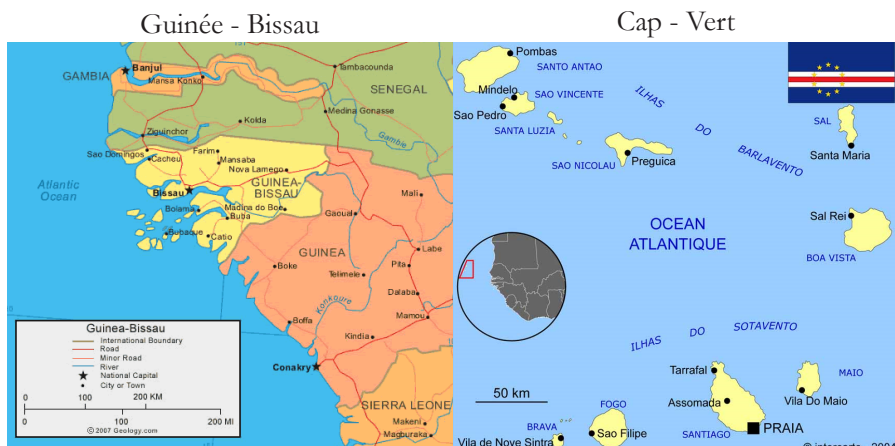 Guinée - Bissau
Cap - Vert
Banjul
GAMBIA
Mansa Konko
Tambacounda
SENEGAL
Medina Gonasse
Kolda
Gambie
Ziguinchor
Sao Domingos
Cacheu
Farim
Mansaba
Nova Lamego
GUINEA-
BISSAU
Atlantic
Ocean
Bissau
Bolama
Madina do Boe
Buba
Bubaque
Catio
Gaoual
Mali
GUINEA
Labe
Boke
Telimele
Pita
Dalaba
Konkoure
Boffa
Mamou
Kindia
Conakry
SIERRA LEONE
Makeni
Magburaka
Guinea-Bissau
International Boundary
Road
Minor Road
River
National Capital
City or Town
0 100 200 KM
0 100 200 MI
© 2007 Geology.com
Pombas
SANTO ANTAO
Mindelo
SAO VINCENTE
Sao Pedro
SANTA LUZIA
ILHAS DO BARLAVENTO
SAO NICOLAU
Preguica
SAL
Santa Maria
Sal Rei
BOA VISTA
OCEAN
ATLANTIQUE
ILHAS DO SOTAVENTO
Tarrafal
MAIO
Vila Do Maio
Assomada
50 km
FOGO
BRAVA
Sao Filipe
Vila de Nove Sintra
SANTIAGO
PRAIA